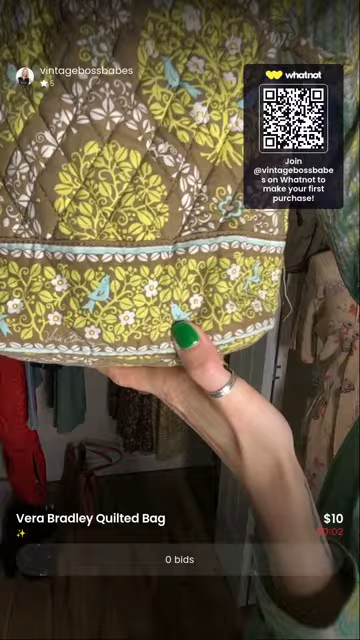 vintagebossbabes
★5
whatnot
Join
@vintagebossbabe
s on Whatnot to
make your first
purchase!
Vera Bradley Quilted Bag
$10
✨
00:02
0 bids